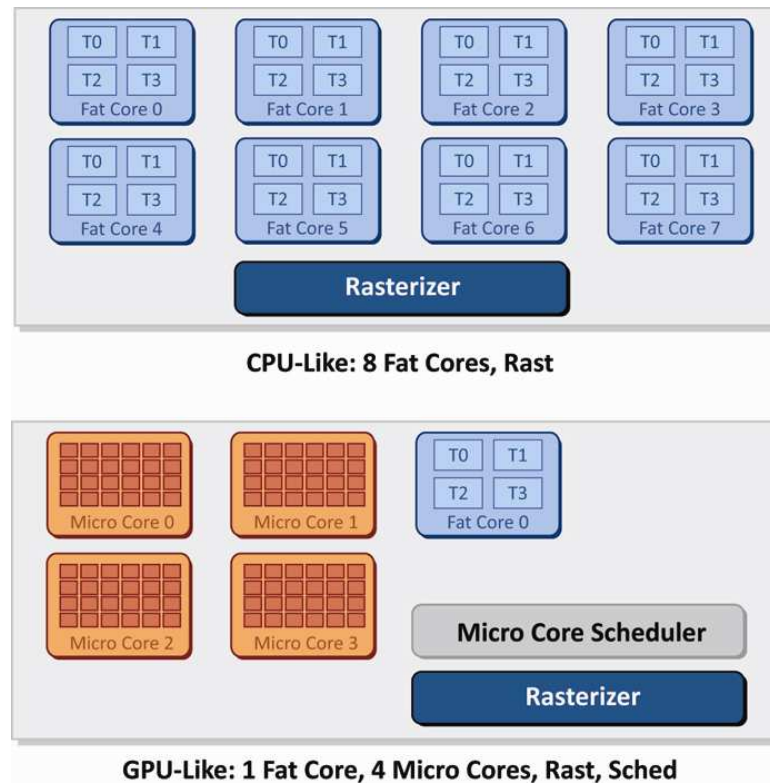 T0 T1 T0 T1 T0 T1 T0 T1
T2 T3 T2 T3 T2 T3 T2 T3
Fat Core 0 Fat Core 1 Fat Core 2 Fat Core 3
T0 T1 T0 T1 T0 T1 T0 T1
T2 T3 T2 T3 T2 T3 T2 T3
Fat Core 4 Fat Core 5 Fat Core 6 Fat Core 7
Rasterizer
CPU-Like: 8 Fat Cores, Rast
T0 T1
T2 T3
Micro Core 0 Micro Core 1 Fat Core 0
Micro Core 2 Micro Core 3
Micro Core Scheduler
Rasterizer
GPU-Like: 1 Fat Core, 4 Micro Cores, Rast, Sched